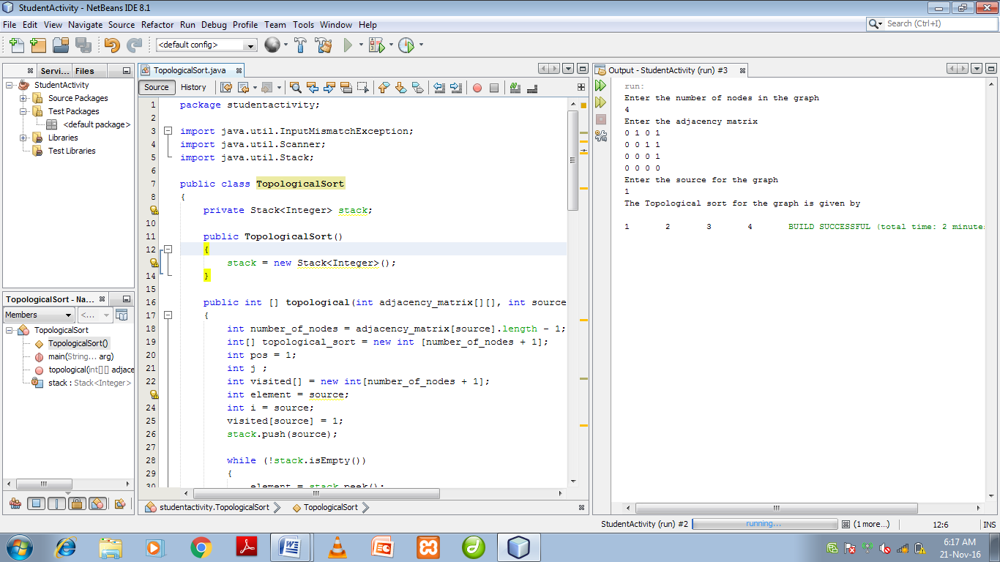 StudentActivity - NetBeans IDE 8.1
File Edit View Navigate Source Refactor Run Debug Profile Team Tools Window Help
Search (Ctrl+I)
<default config>
Servi... Files
StudentActivity
Source Packages
Test Packages
<default package>
Libraries
Test Libraries
TopologicalSort - Na...
Members
<...
TopologicalSort
TopologicalSort()
main(String... arg)
topological(int[][] adjace
stack : Stack<Integer>
TopologicalSort.java
Source History
1 package studentactivity;
2
3 import java.util.InputMismatchException;
4 import java.util.Scanner;
5 import java.util.Stack;
6
7 public class TopologicalSort
8 {
private Stack<Integer> stack;
10
11 public TopologicalSort()
12 {
stack = new Stack<Integer>();
14 }
15
16 public int [] topological(int adjacency_matrix[][], int source
17 {
18 int number_of_nodes = adjacency_matrix[source].length - 1;
19 int[] topological_sort = new int [number_of_nodes + 1];
20 int pos = 1;
21 int j ;
22 int visited[] = new int[number_of_nodes + 1];
int element = source;
24 int i = source;
25 visited[source] = 1;
26 stack.push(source);
27
28 while (!stack.isEmpty())
29 {
30 element = stack.peek();
studentactivity.TopologicalSort TopologicalSort
Output - StudentActivity (run) #3
run:
Enter the number of nodes in the graph
4
Enter the adjacency matrix
0 1 0 1
0 0 1 1
0 0 0 1
0 0 0 0
Enter the source for the graph
1
The Topological sort for the graph is given by
1 2 3 4 BUILD SUCCESSFUL (total time: 2 minute
StudentActivity (run) #2 running... (1 more...) 12:6 INS
6:17 AM
21-Nov-16